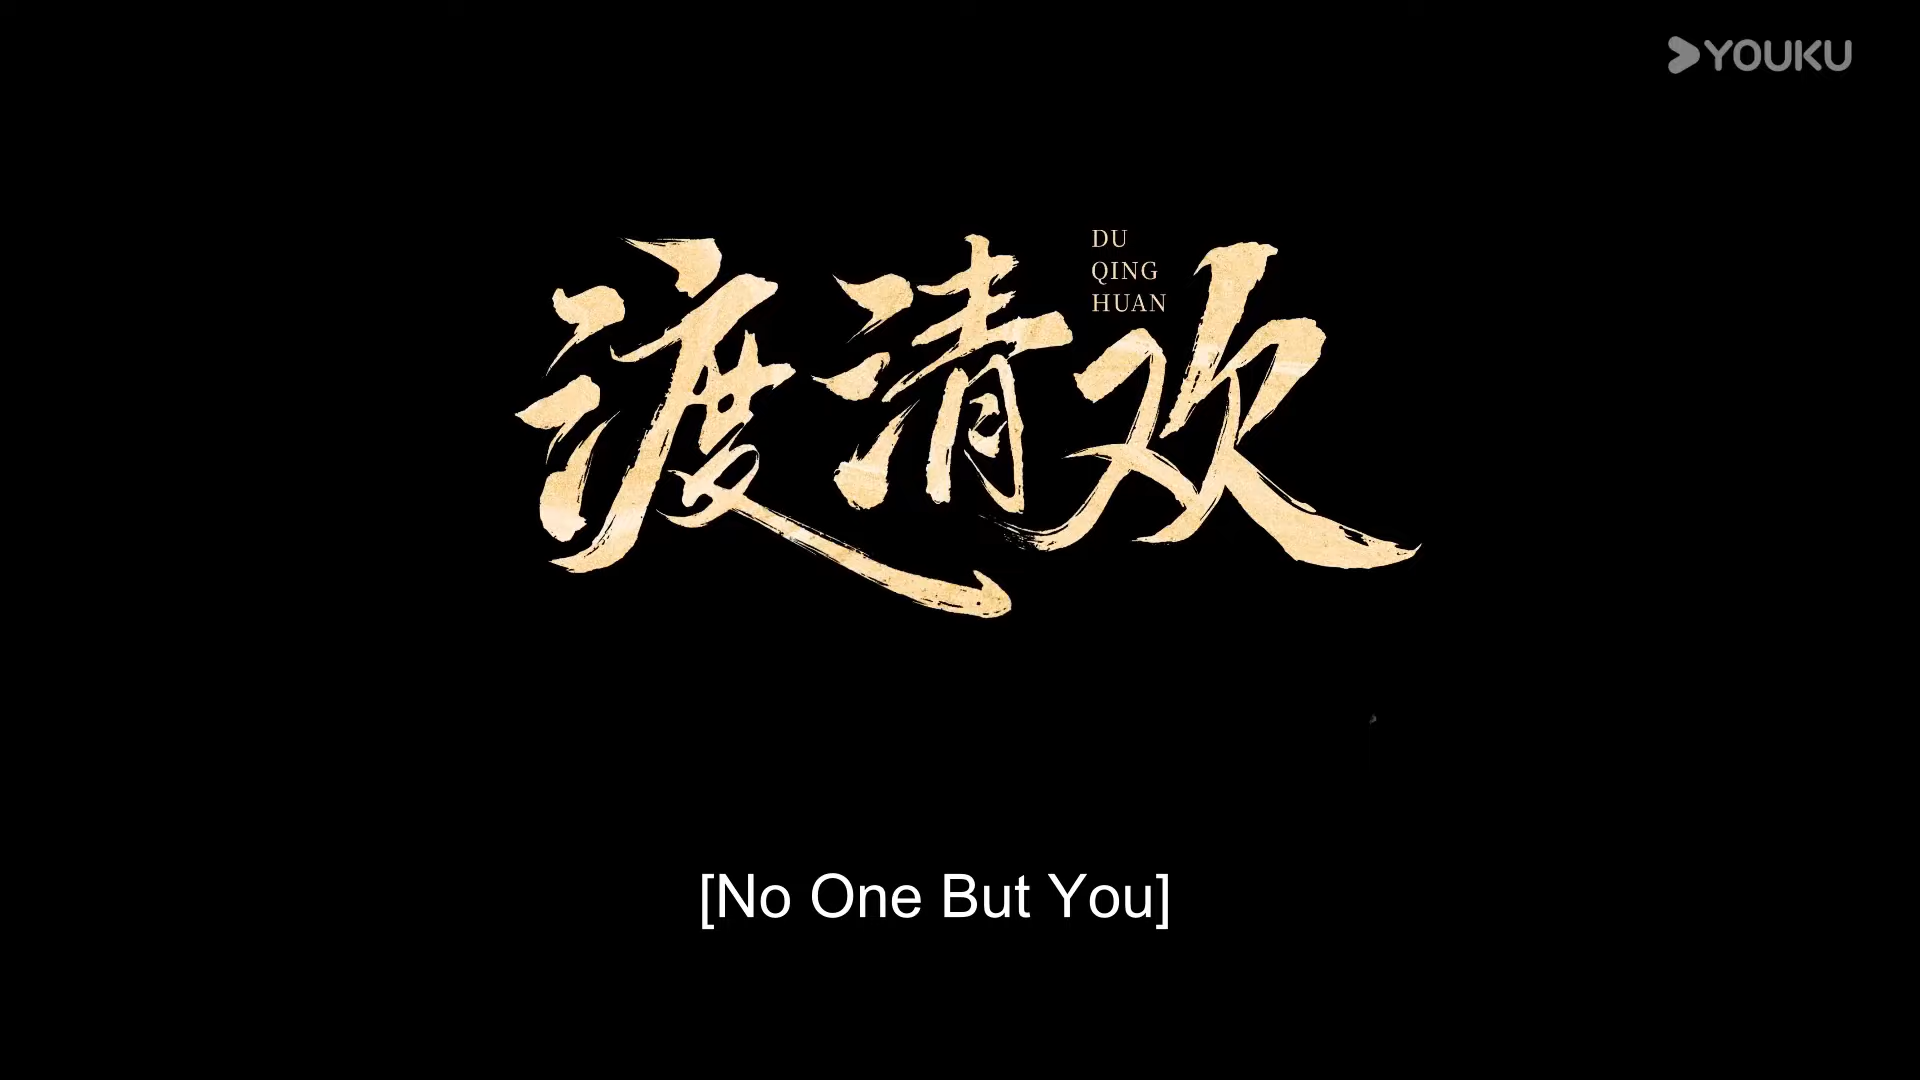 YOUKU
渡清欢
DU
QING
HUAN
[No One But You]